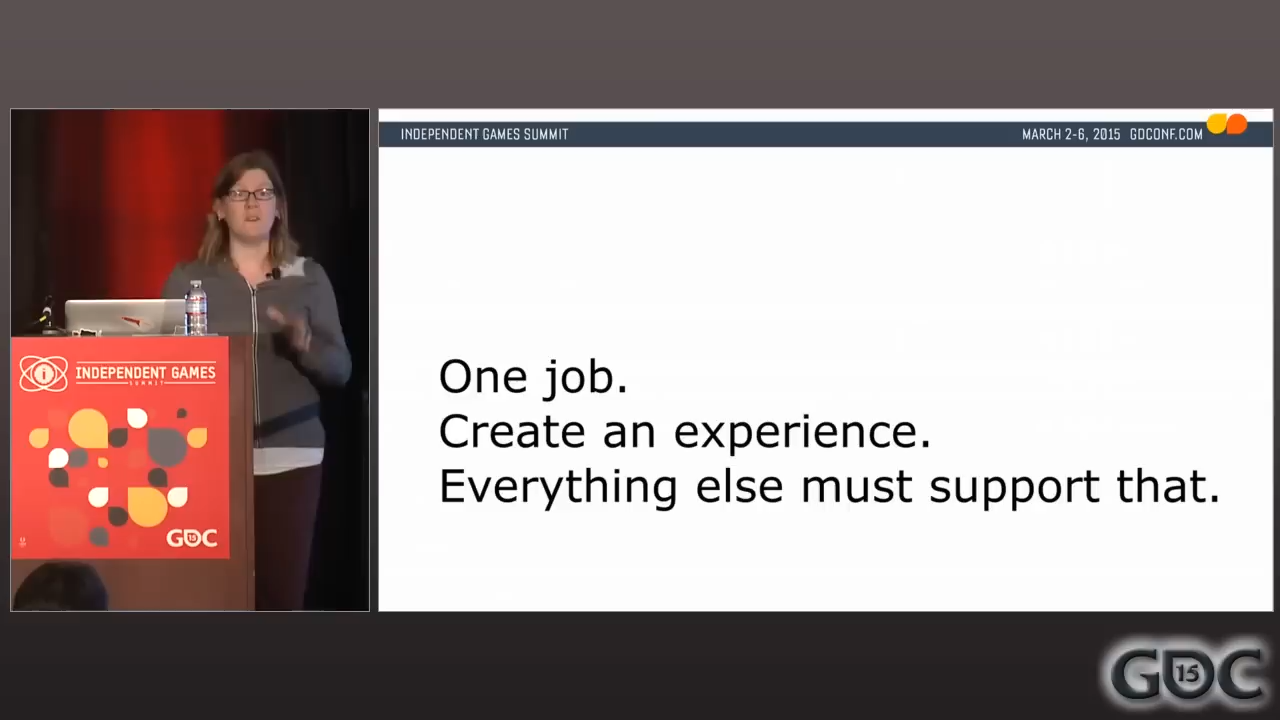 INDEPENDENT GAMES SUMMIT
MARCH 2-6, 2015 GDCONF.COM
One job.
Create an experience.
Everything else must support that.
i
INDEPENDENT GAMES
SUMMIT
GDC
15
GDC
15